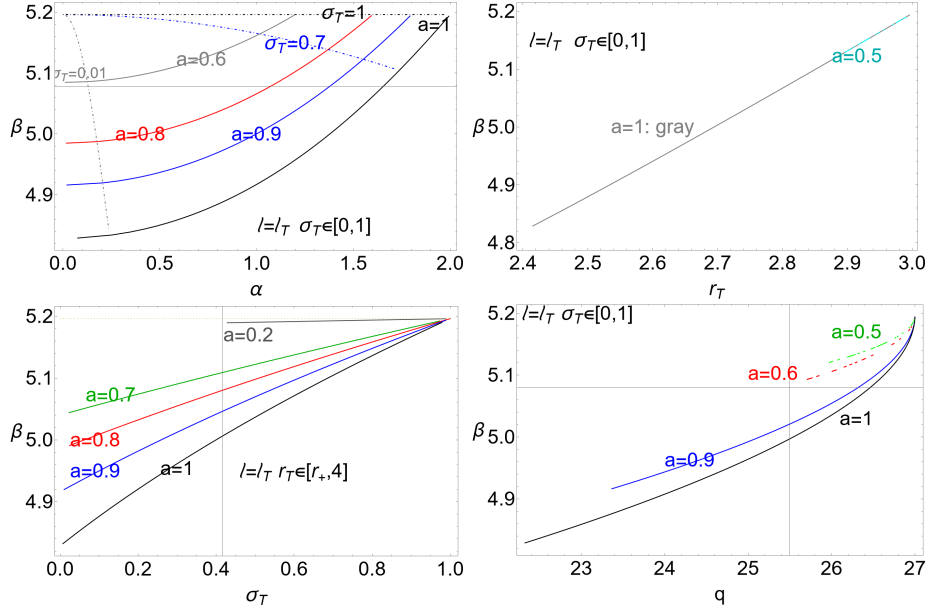 5.2
σT=1
a=1
σT=0.7
a=0.6
5.1
σT=0.01
β
5.0
a=0.8
a=0.9
4.9
l=lT σT∈[0,1]
0.0 0.5 1.0 1.5 2.0
α
5.2
l=lT σT∈[0,1]
a=0.5
5.1
β
5.0
a=1: gray
4.9
4.8
2.4 2.5 2.6 2.7 2.8 2.9 3.0
rT
5.2
a=0.2
5.1
a=0.7
β
5.0
a=0.8
a=0.9
a=1
l=lT rT∈[r+,4]
4.9
0.0 0.2 0.4 0.6 0.8 1.0
σT
5.2
l=lT σT∈[0,1]
a=0.5
5.1
a=0.6
a=1
β
5.0
a=0.9
4.9
23 24 25 26 27
q